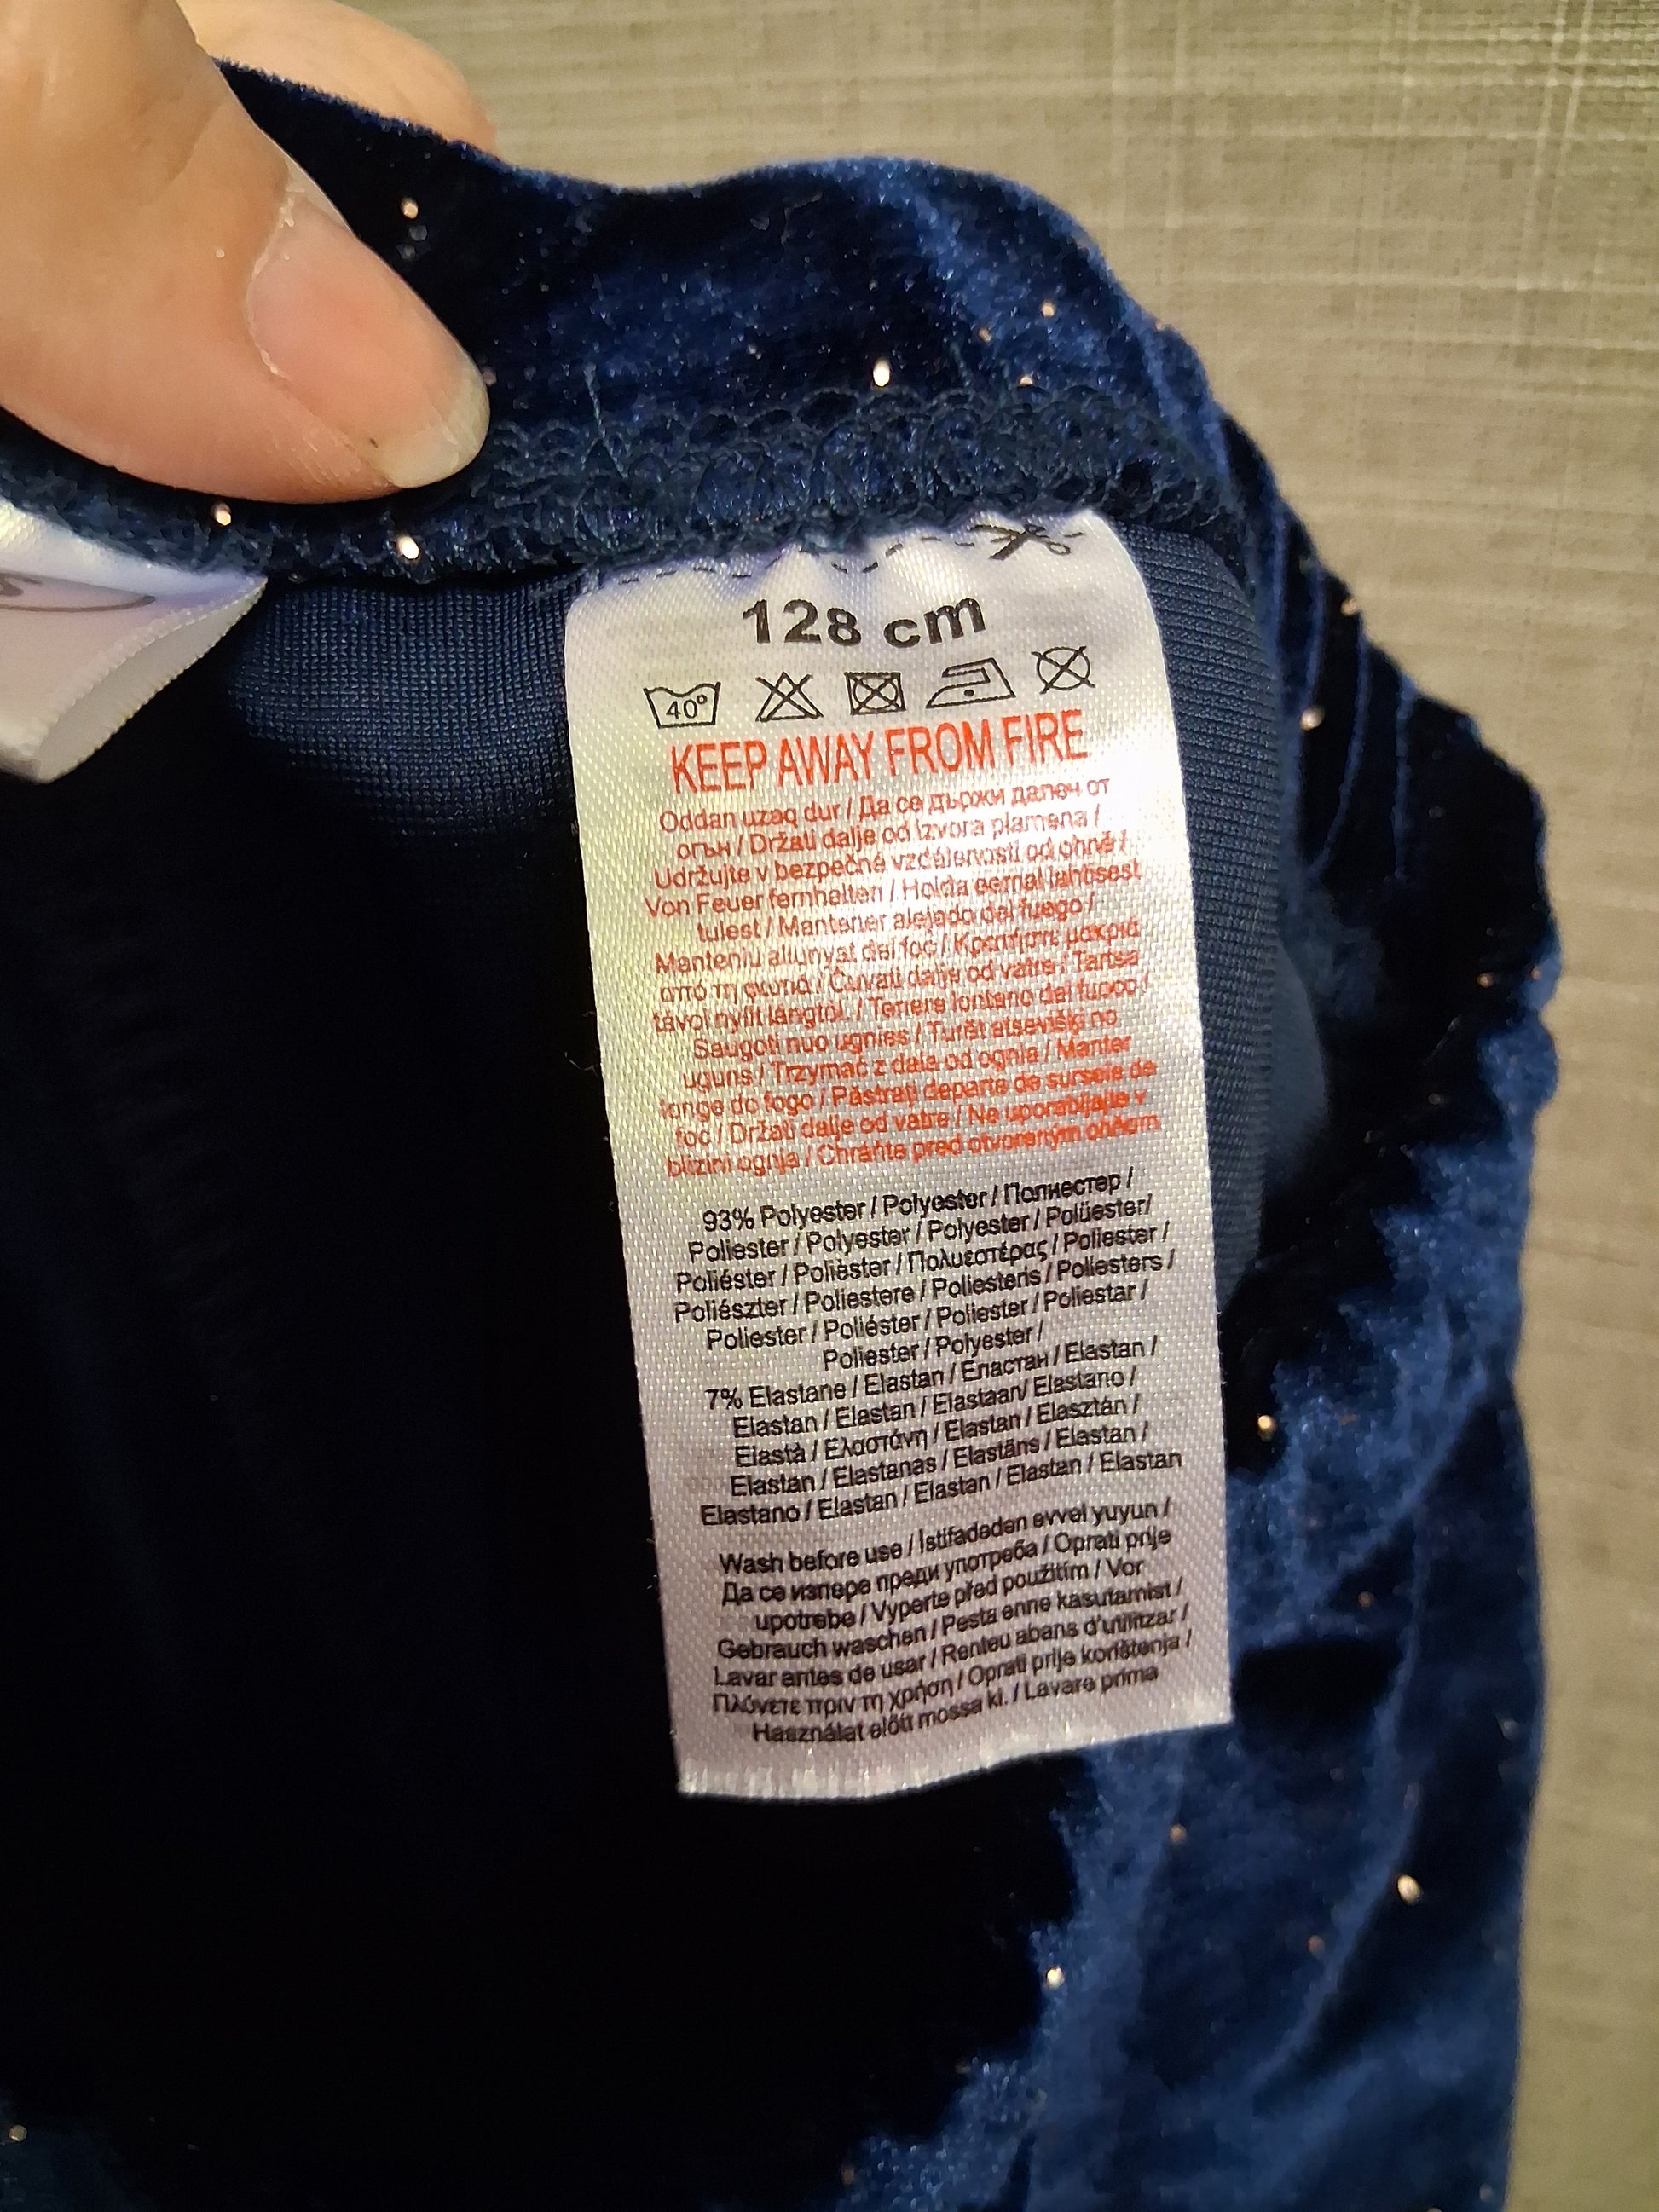 128 cm
40°
KEEP AWAY FROM FIRE
Oddan uzaq dur / Да се държи далеч от
огън / Držati dalje od izvora plamena /
Udržujte v bezpečné vzdálenosti od ohně /
Von Feuer fernhalten / Hoida eemal lahtisest
tulest / Mantener alejado del fuego /
Manteniu allunyat del foc / Κρατήστε μακριά
από τη φωτιά / Čuvati dalje od vatre / Tartsa
távol nyílt lángtól. / Tenere lontano dal fuoco /
Saugoti nuo ugnies / Turēt atsevišķi no
uguns / Trzymać z dala od ognia / Manter
longe do fogo / Păstrați departe de sursele de
foc / Držati dalje od vatre / Ne uporabljajte v
bližini ognja / Chráňte pred otvoreným ohňom
93% Polyester / Polyester / Полиестер /
Poliester / Polyester / Polyester / Polüester/
Poliéster / Polièster / Πολυεστέρας / Poliester /
Poliészter / Poliestere / Poliesteris / Poliesters /
Poliester / Poliéster / Poliester / Poliestar /
Poliester / Polyester /
7% Elastane / Elastan / Еластан / Elastan /
Elastan / Elastan / Elastaan/ Elastano /
Elastà / Ελαστάνη / Elastan / Elasztán /
Elastan / Elastanas / Elastāns / Elastan /
Elastano / Elastan / Elastan / Elastan / Elastan
Wash before use / İstifadədən əvvəl yuyun /
Да се изпере преди употреба / Oprati prije
upotrebe / Vyperte před použitím / Vor
Gebrauch waschen / Pesta enne kasutamist /
Lavar antes de usar / Renteu abans d'utilitzar /
Πλύνετε πριν τη χρήση / Oprati prije korištenja /
Használat előtt mossa ki. / Lavare prima